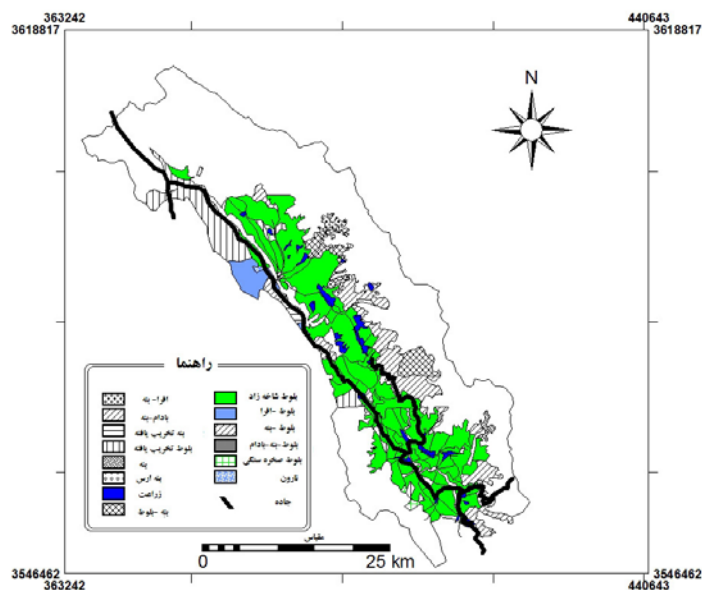 363242 440643
3618817 3618817
N
راهنما
افرا- بنه
بادام-بنه
بنه تخریب یافته
بلوط تخریب یافته
بنه
بنه ارس
زراعت
بنه -بلوط
بلوط شاخه زاد
بلوط -افرا
بلوط -بنه
بلوط-بنه-بادام
بلوط صخره سنگی
نارون
جاده
مقیاس
0 25 km
3546462 3546462
363242 440643